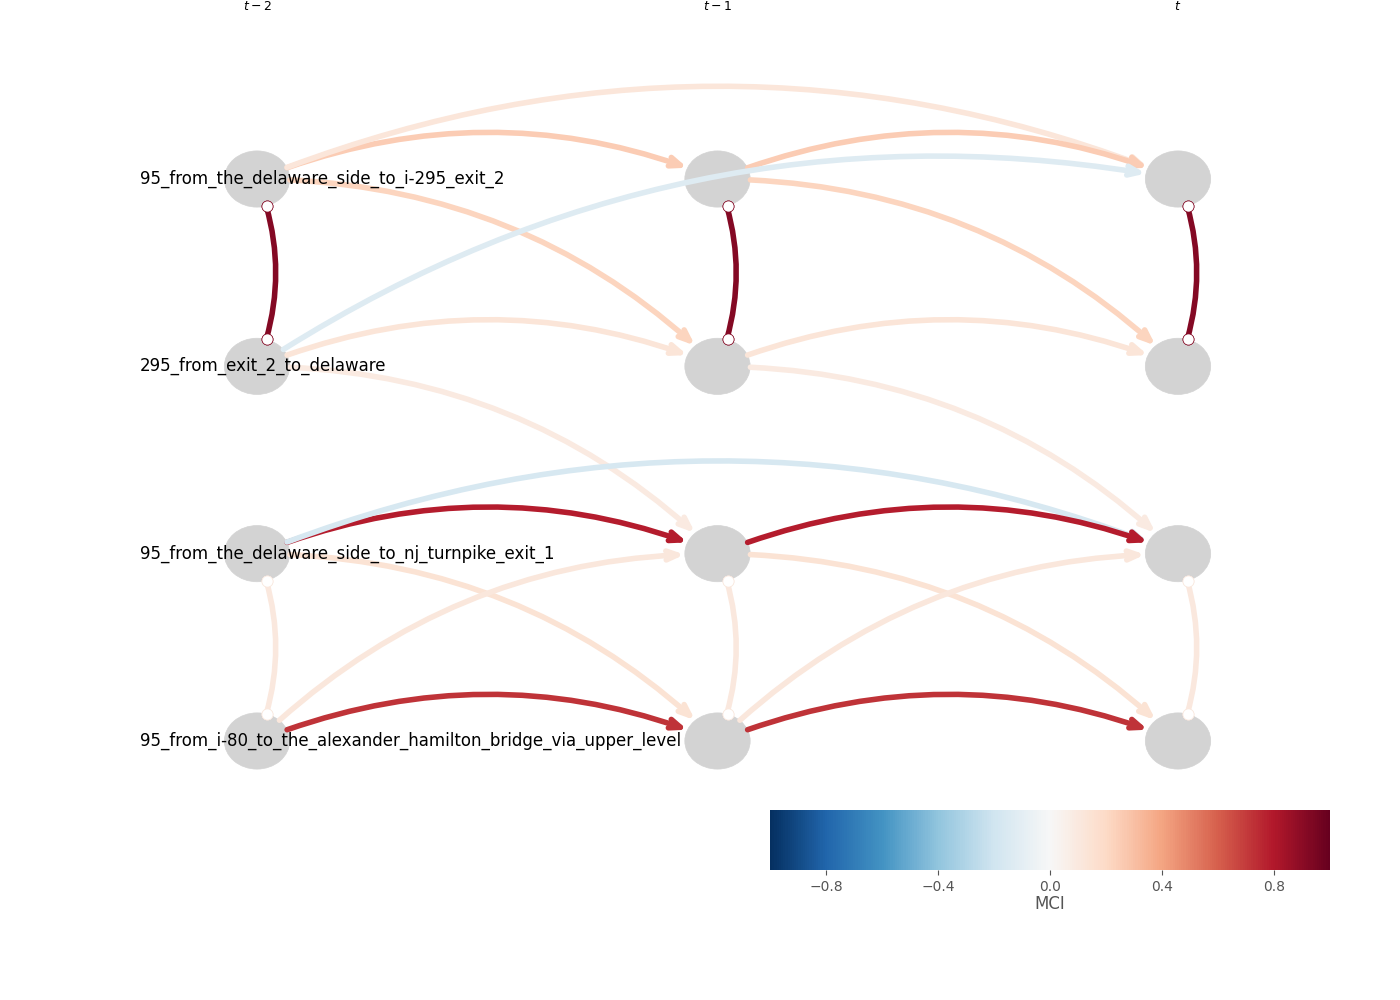 t − 2 t − 1 t
95_from_the_delaware_side_to_i-295_exit_2
295_from_exit_2_to_delaware
95_from_the_delaware_side_to_nj_turnpike_exit_1
95_from_i-80_to_the_alexander_hamilton_bridge_via_upper_level
−0.8 −0.4 0.0 0.4 0.8
MCI